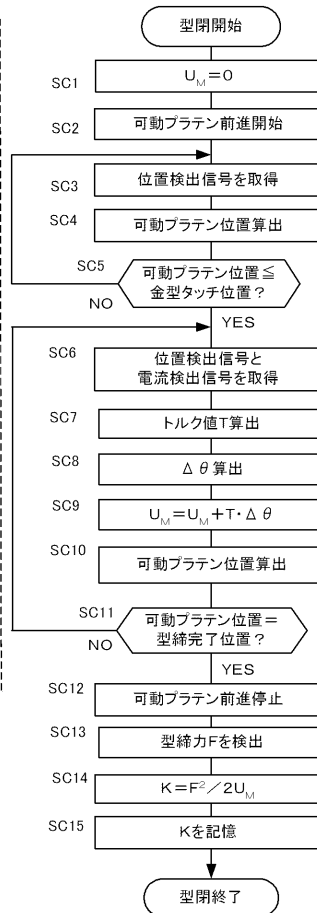 型閉開始
SC1
U_M=0
SC2
可動プラテン前進開始
SC3
位置検出信号を取得
SC4
可動プラテン位置算出
SC5
可動プラテン位置≦
金型タッチ位置?
NO
YES
SC6
位置検出信号と
電流検出信号を取得
SC7
トルク値T算出
SC8
Δθ算出
SC9
U_M=U_M+T・Δθ
SC10
可動プラテン位置算出
SC11
可動プラテン位置=
型締完了位置?
NO
YES
SC12
可動プラテン前進停止
SC13
型締力Fを検出
SC14
K=F²/2U_M
SC15
Kを記憶
型閉終了